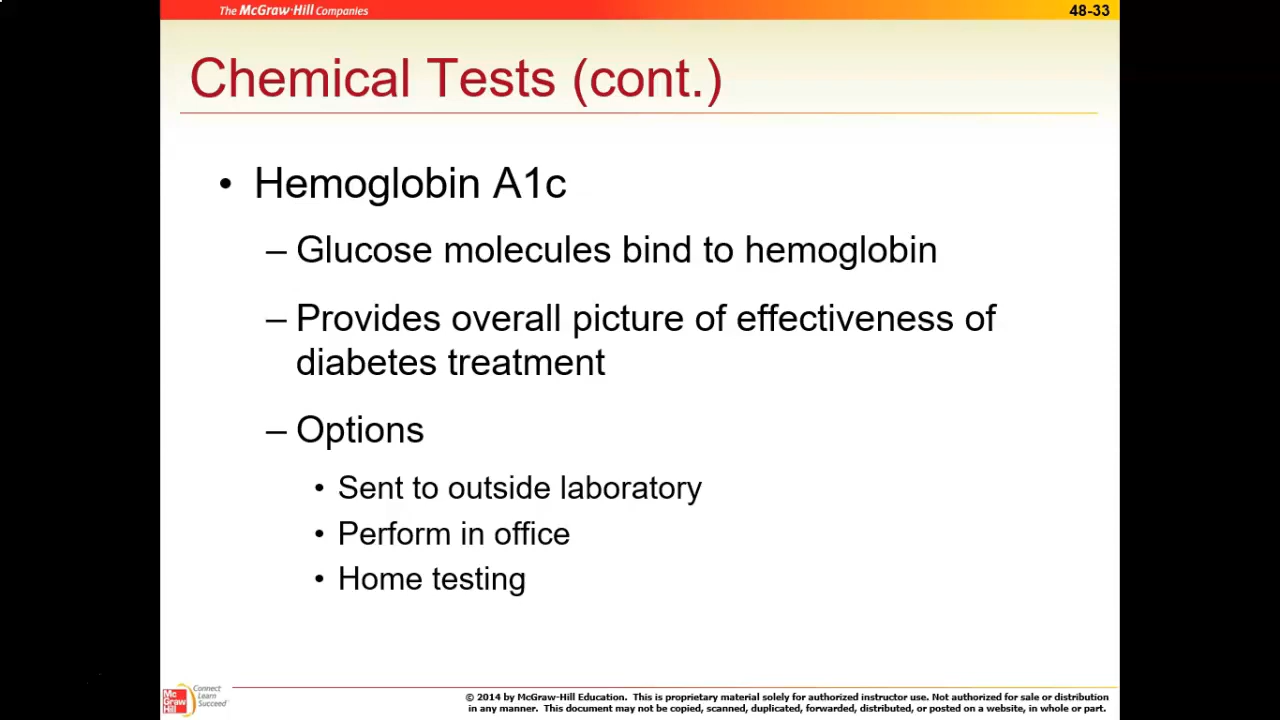 The McGraw-Hill Companies
48-33
Chemical Tests (cont.)
• Hemoglobin A1c
– Glucose molecules bind to hemoglobin
– Provides overall picture of effectiveness of
diabetes treatment
– Options
• Sent to outside laboratory
• Perform in office
• Home testing
Mc
Graw
Hill
Connect
Learn
Succeed
© 2014 by McGraw-Hill Education. This is proprietary material solely for authorized instructor use. Not authorized for sale or distribution
in any manner. This document may not be copied, scanned, duplicated, forwarded, distributed, or posted on a website, in whole or part.